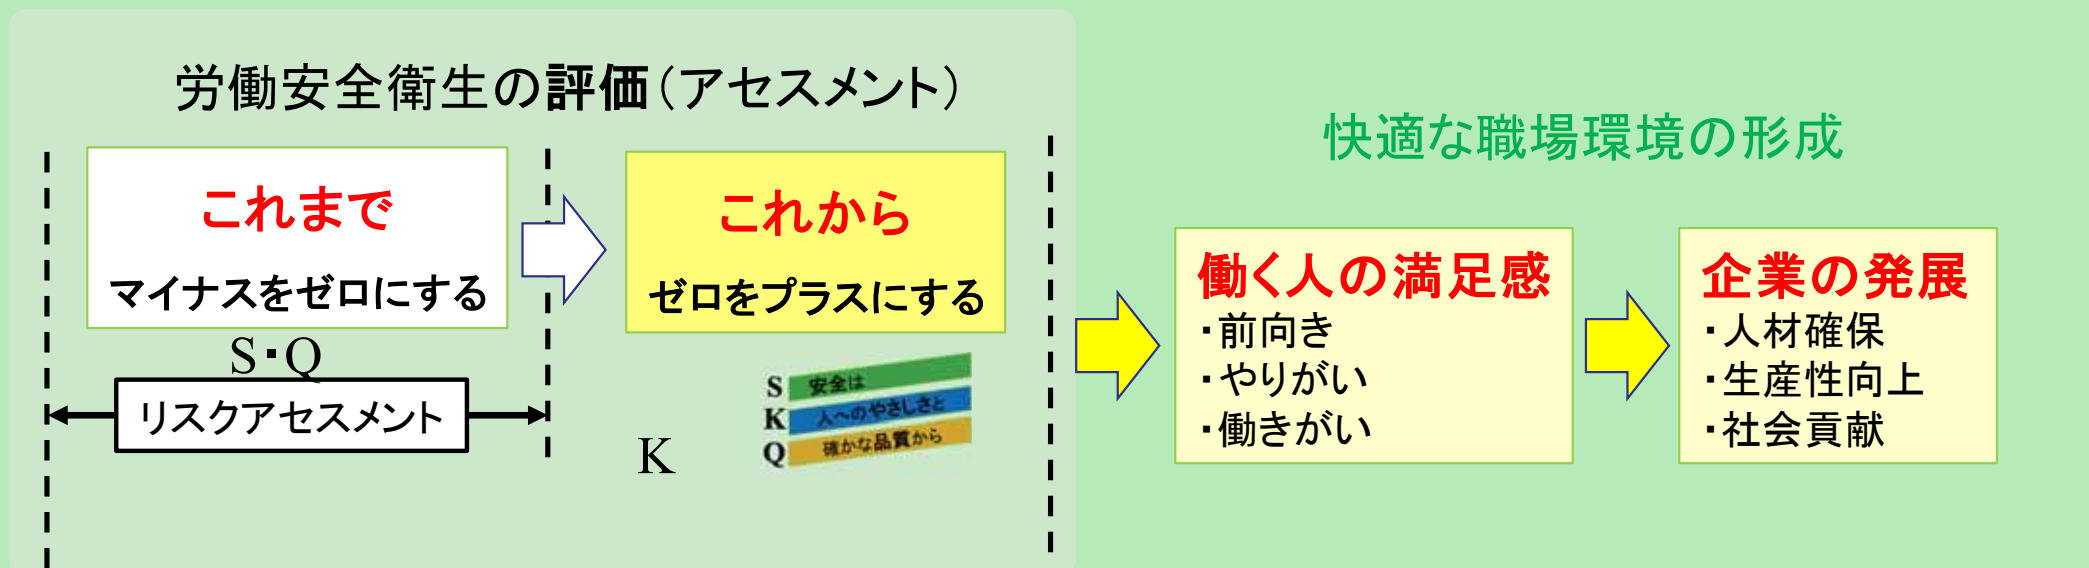 労働安全衛生の評価（アセスメント）
これまで
マイナスをゼロにする
S・Q
リスクアセスメント
これから
ゼロをプラスにする
K
S 安全は
K 人へのやさしさと
Q 確かな品質から
快適な職場環境の形成
働く人の満足感
・前向き
・やりがい
・働きがい
企業の発展
・人材確保
・生産性向上
・社会貢献